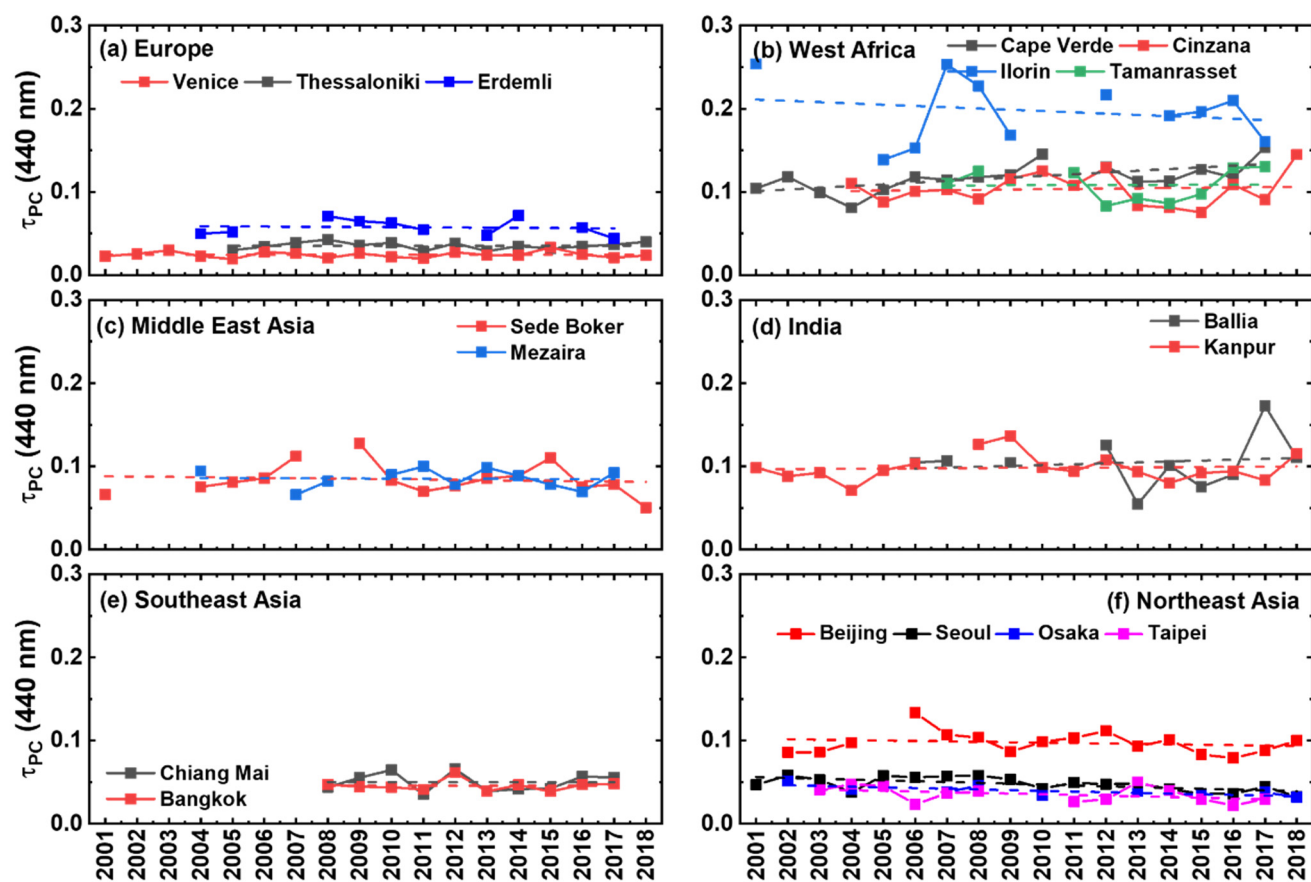 (a) Europe
Venice Thessaloniki Erdemli
τPC (440 nm)
0.3
0.2
0.1
0.0
(b) West Africa
Cape Verde Cinzana
Ilorin Tamanrasset
(c) Middle East Asia
Sede Boker
Mezaira
τPC (440 nm)
0.3
0.2
0.1
0.0
(d) India
Ballia
Kanpur
(e) Southeast Asia
Chiang Mai
Bangkok
τPC (440 nm)
0.3
0.2
0.1
0.0
(f) Northeast Asia
Beijing Seoul Osaka Taipei
0.3
0.2
0.1
0.0
0.3
0.2
0.1
0.0
0.3
0.2
0.1
0.0
2001 2002 2003 2004 2005 2006 2007 2008 2009 2010 2011 2012 2013 2014 2015 2016 2017 2018
2001 2002 2003 2004 2005 2006 2007 2008 2009 2010 2011 2012 2013 2014 2015 2016 2017 2018